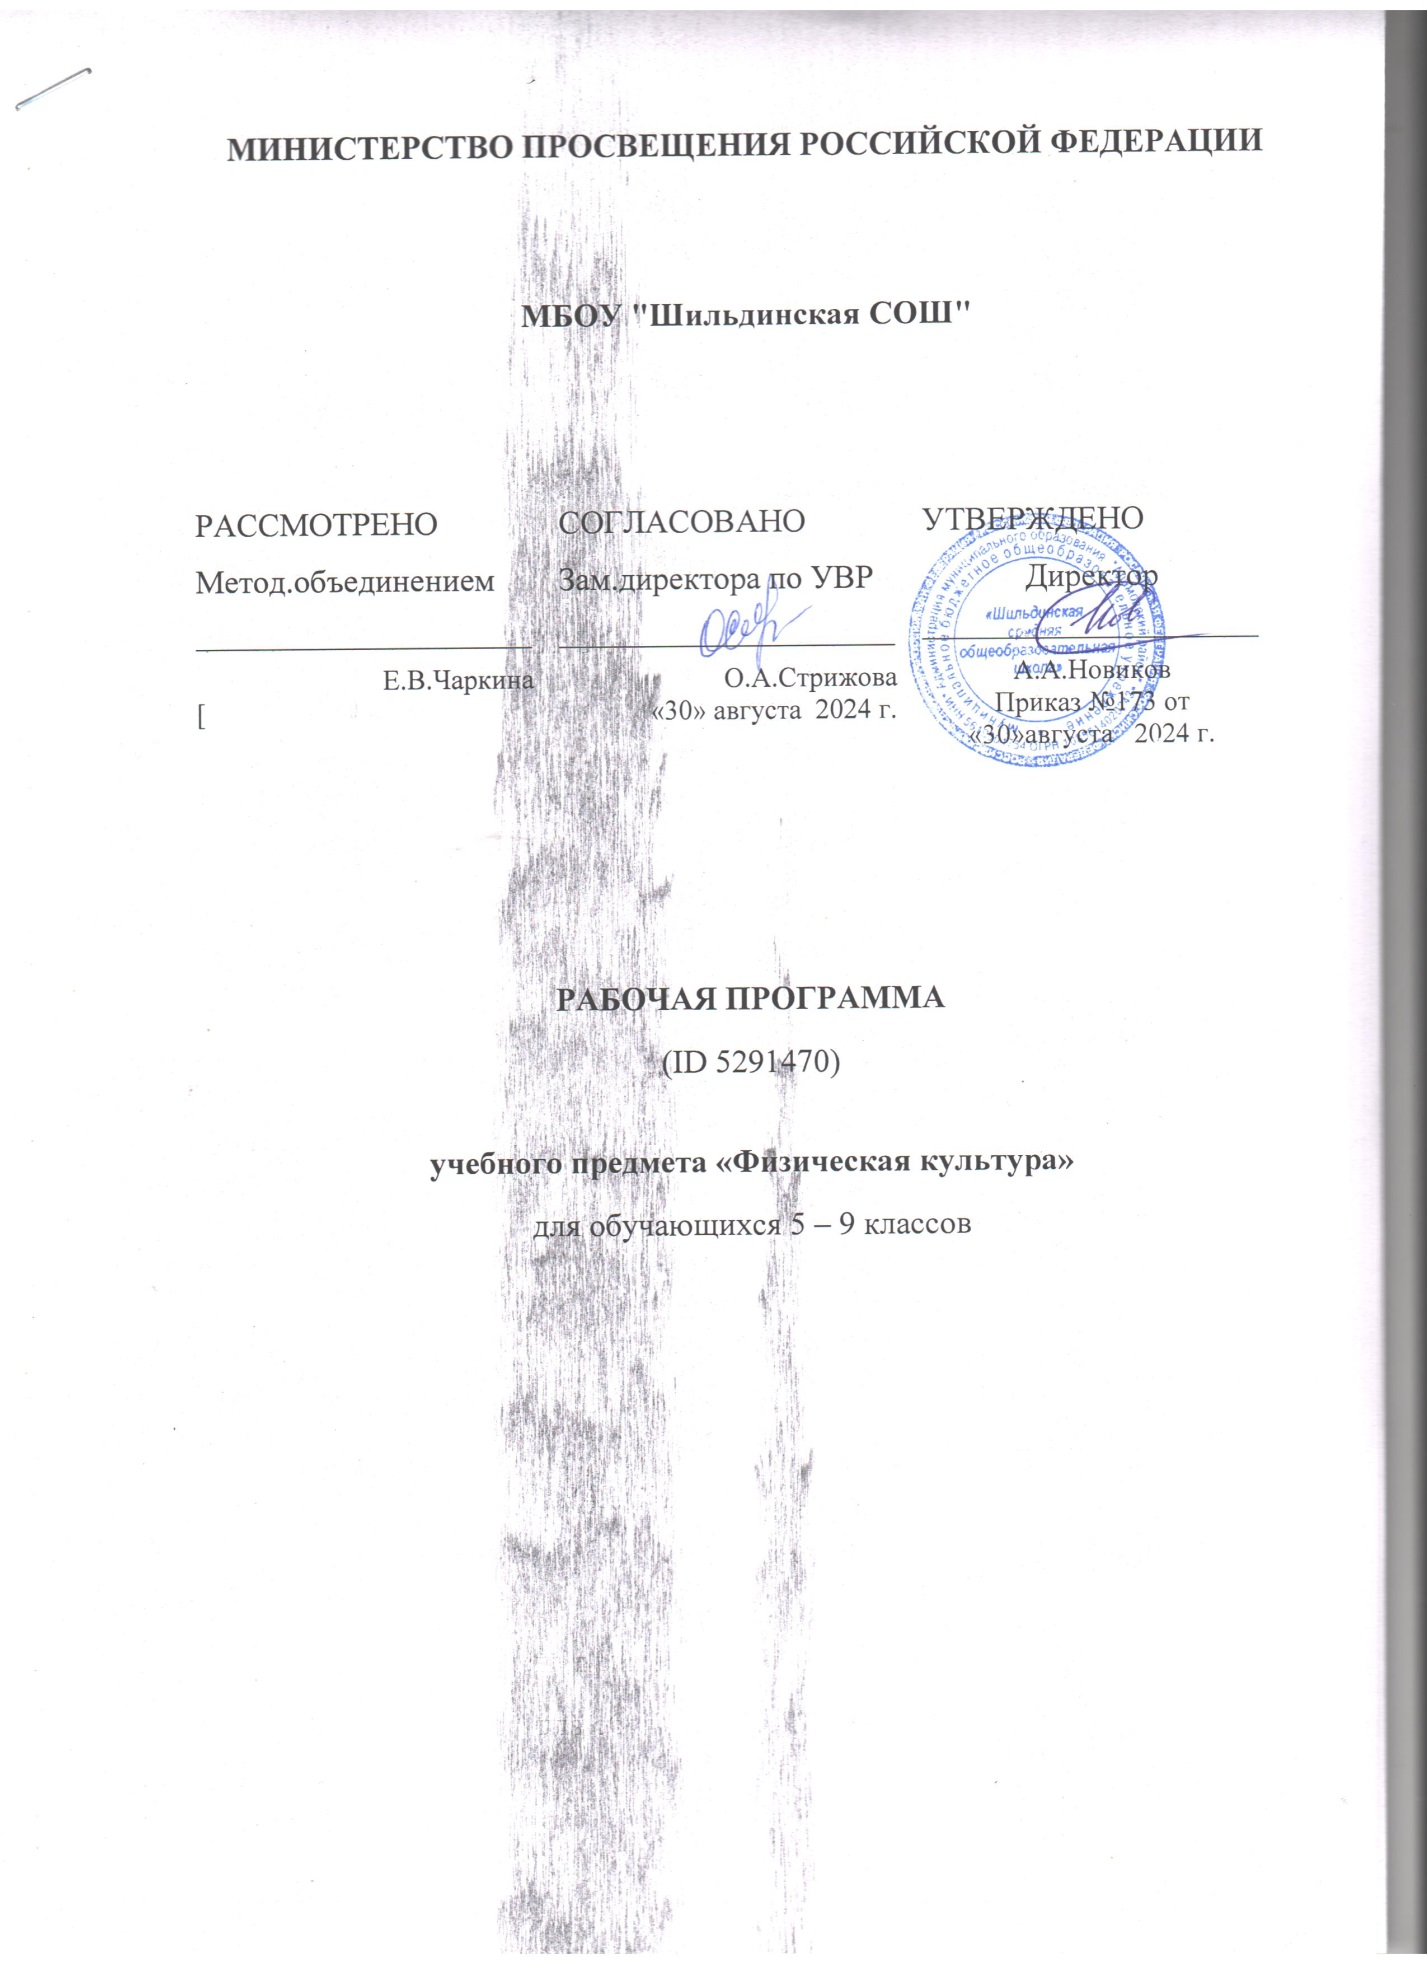 МИНИСТЕРСТВО ПРОСВЕЩЕНИЯ РОССИЙСКОЙ ФЕДЕРАЦИИ
МБОУ "Шильдинская СОШ"
РАССМОТРЕНО
Метод.объединением
Е.В.Чаркина
[
СОГЛАСОВАНО
Зам.директора по УВР
О.А.Стрижова
«30» августа 2024 г.
УТВЕРЖДЕНО
Директор
А.А.Новиков
Приказ №173 от
«30»августа 2024 г.
«Шильдинская
средняя
общеобразовательная
школа»
РАБОЧАЯ ПРОГРАММА
(ID 5291470)
учебного предмета «Физическая культура»
для обучающихся 5 – 9 классов